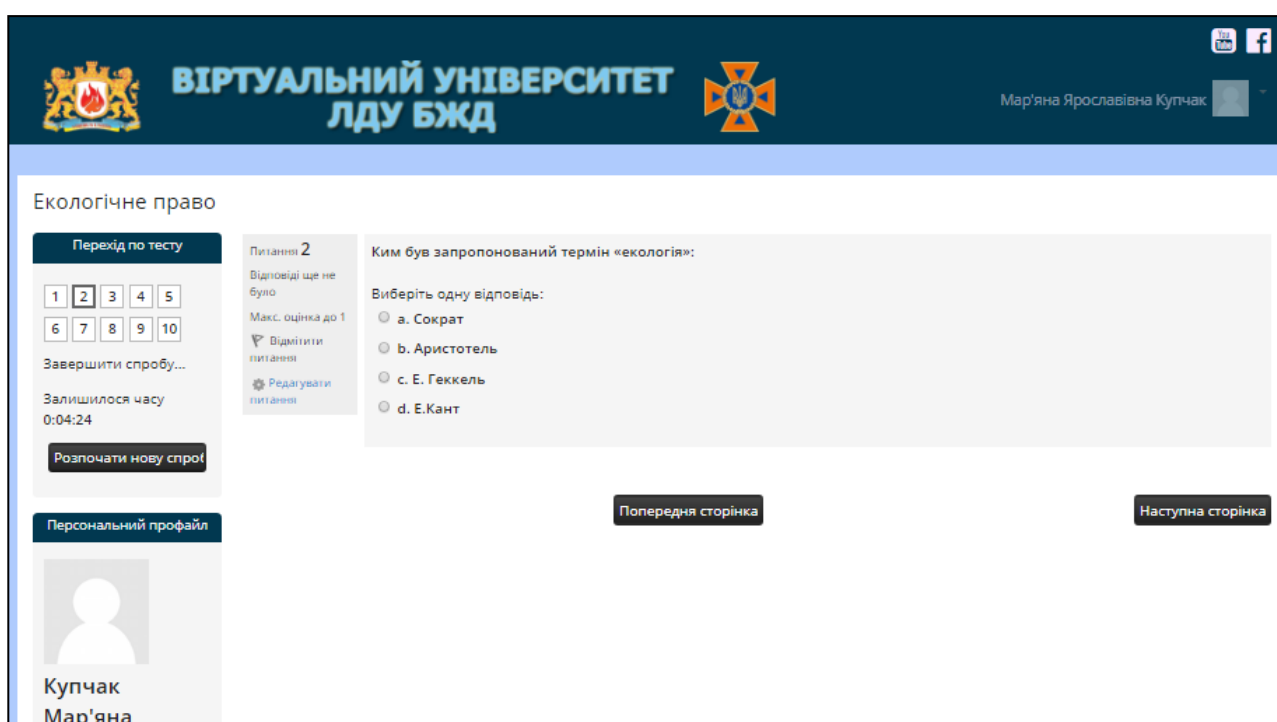 You
Tube
ВІРТУАЛЬНИЙ УНІВЕРСИТЕТ
ЛДУ БЖД
Мар'яна Ярославівна Купчак
Екологічне право
Перехід по тесту
1 2 3 4 5
6 7 8 9 10
Завершити спробу...
Залишилося часу
0:04:24
Розпочати нову спроб
Питання 2
Відповіді ще не
було
Макс. оцінка до 1
Відмітити
питання
Редагувати
питання
Ким був запропонований термін «екологія»:
Виберіть одну відповідь:
a. Сократ
b. Аристотель
c. Е. Геккель
d. Е.Кант
Попередня сторінка
Наступна сторінка
Персональний профайл
Купчак
Мар'яна